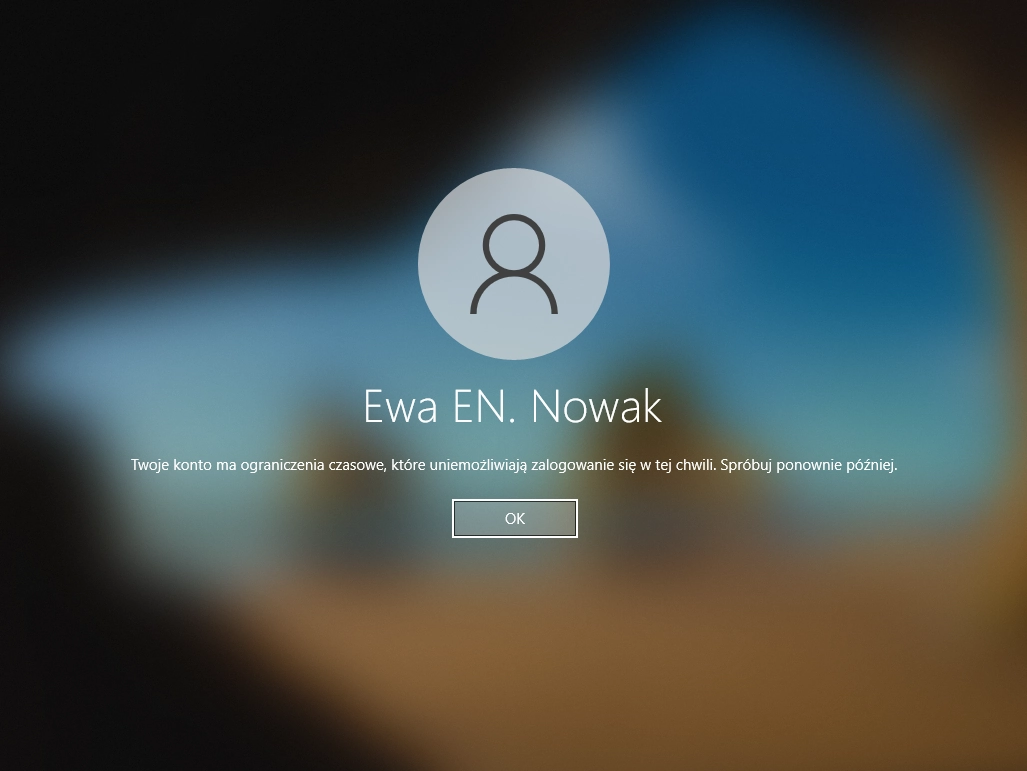 Ewa EN. Nowak
Twoje konto ma ograniczenia czasowe, które uniemożliwiają zalogowanie się w tej chwili. Spróbuj ponownie później.
OK